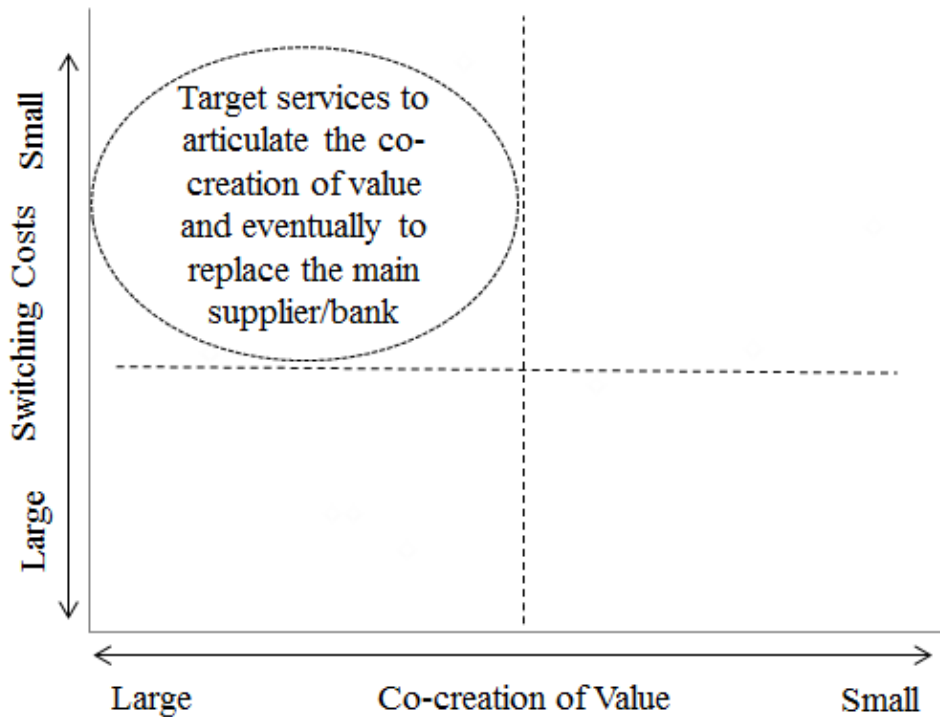 Target services to
articulate the co-
creation of value
and eventually to
replace the main
supplier/bank
Small
Switching Costs
Large
Large
Co-creation of Value
Small